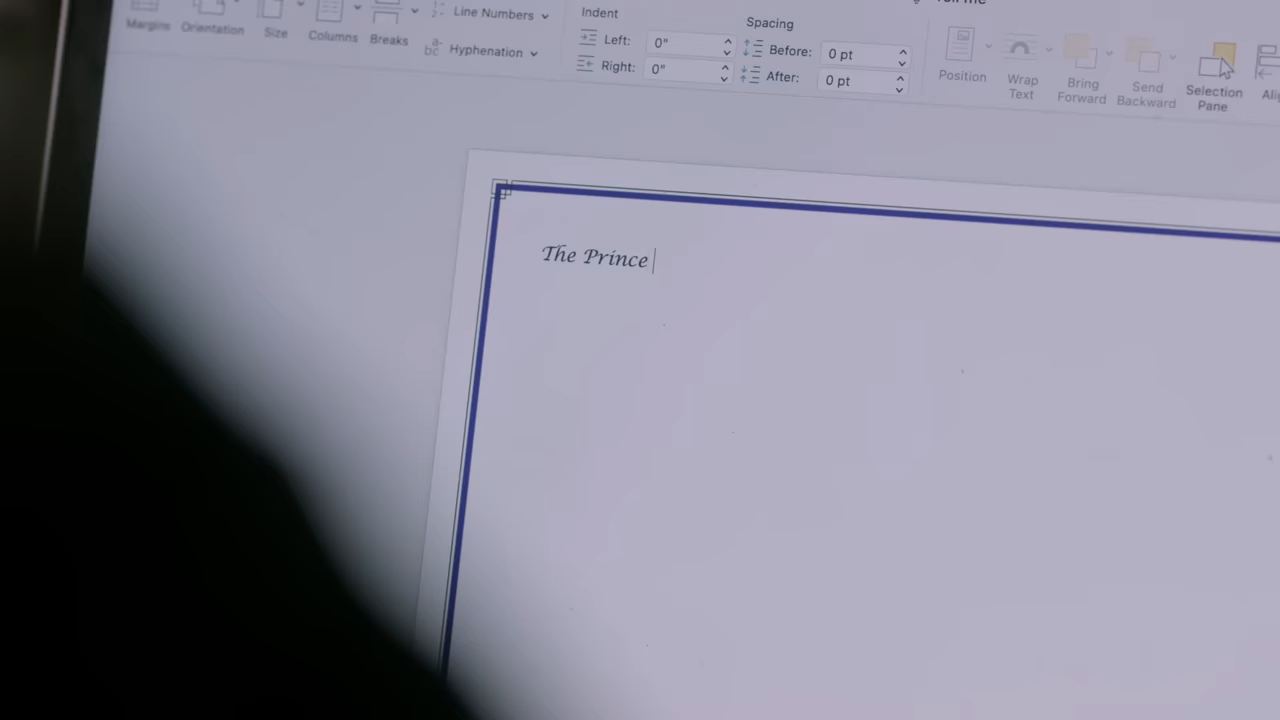 Indent
Line Numbers
Spacing
Margins
Orientation
Size
Columns
Breaks
Hyphenation
Left: 0"
Before: 0 pt
Right: 0"
After: 0 pt
Position
Wrap Text
Bring Forward
Send Backward
Selection Pane
The Prince